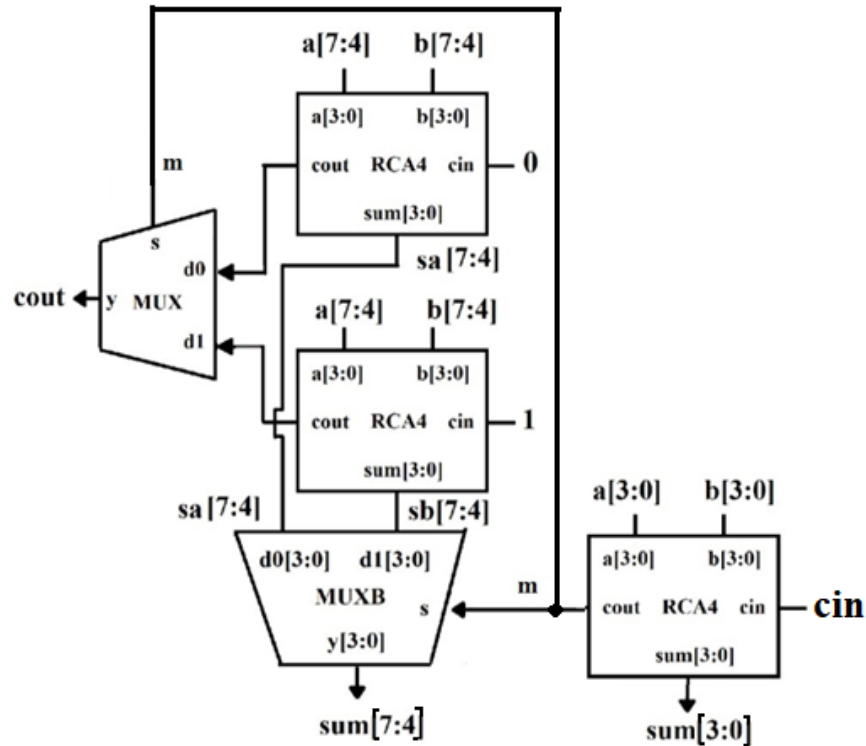 a[7:4] b[7:4]
a[3:0] b[3:0]
cout RCA4 cin 0
sum[3:0]
m
s
d0
cout y MUX
d1
sa[7:4]
a[7:4] b[7:4]
a[3:0] b[3:0]
cout RCA4 cin 1
sum[3:0]
sa[7:4] sb[7:4]
d0[3:0] d1[3:0]
MUXB s
y[3:0]
sum[7:4]
m
a[3:0] b[3:0]
a[3:0] b[3:0]
cout RCA4 cin cin
sum[3:0]
sum[3:0]